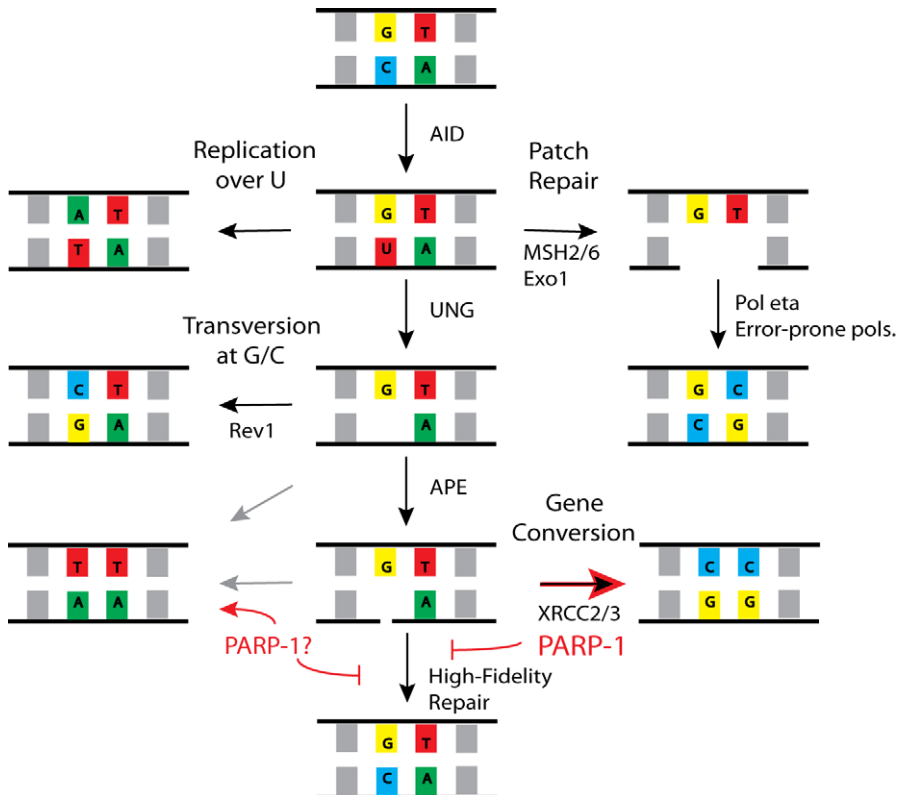 G T
C A
AID
Replication
over U
Patch
Repair
A T
T A
G T
U A
G T
MSH2/6
Exo1
UNG
Pol eta
Error-prone pols.
Transversion
at G/C
C T
G A
Rev1
G T
A
G C
C G
APE
Gene
Conversion
T T
A A
G T
A
C C
G G
XRCC2/3
PARP-1
PARP-1?
High-Fidelity
Repair
G T
C A